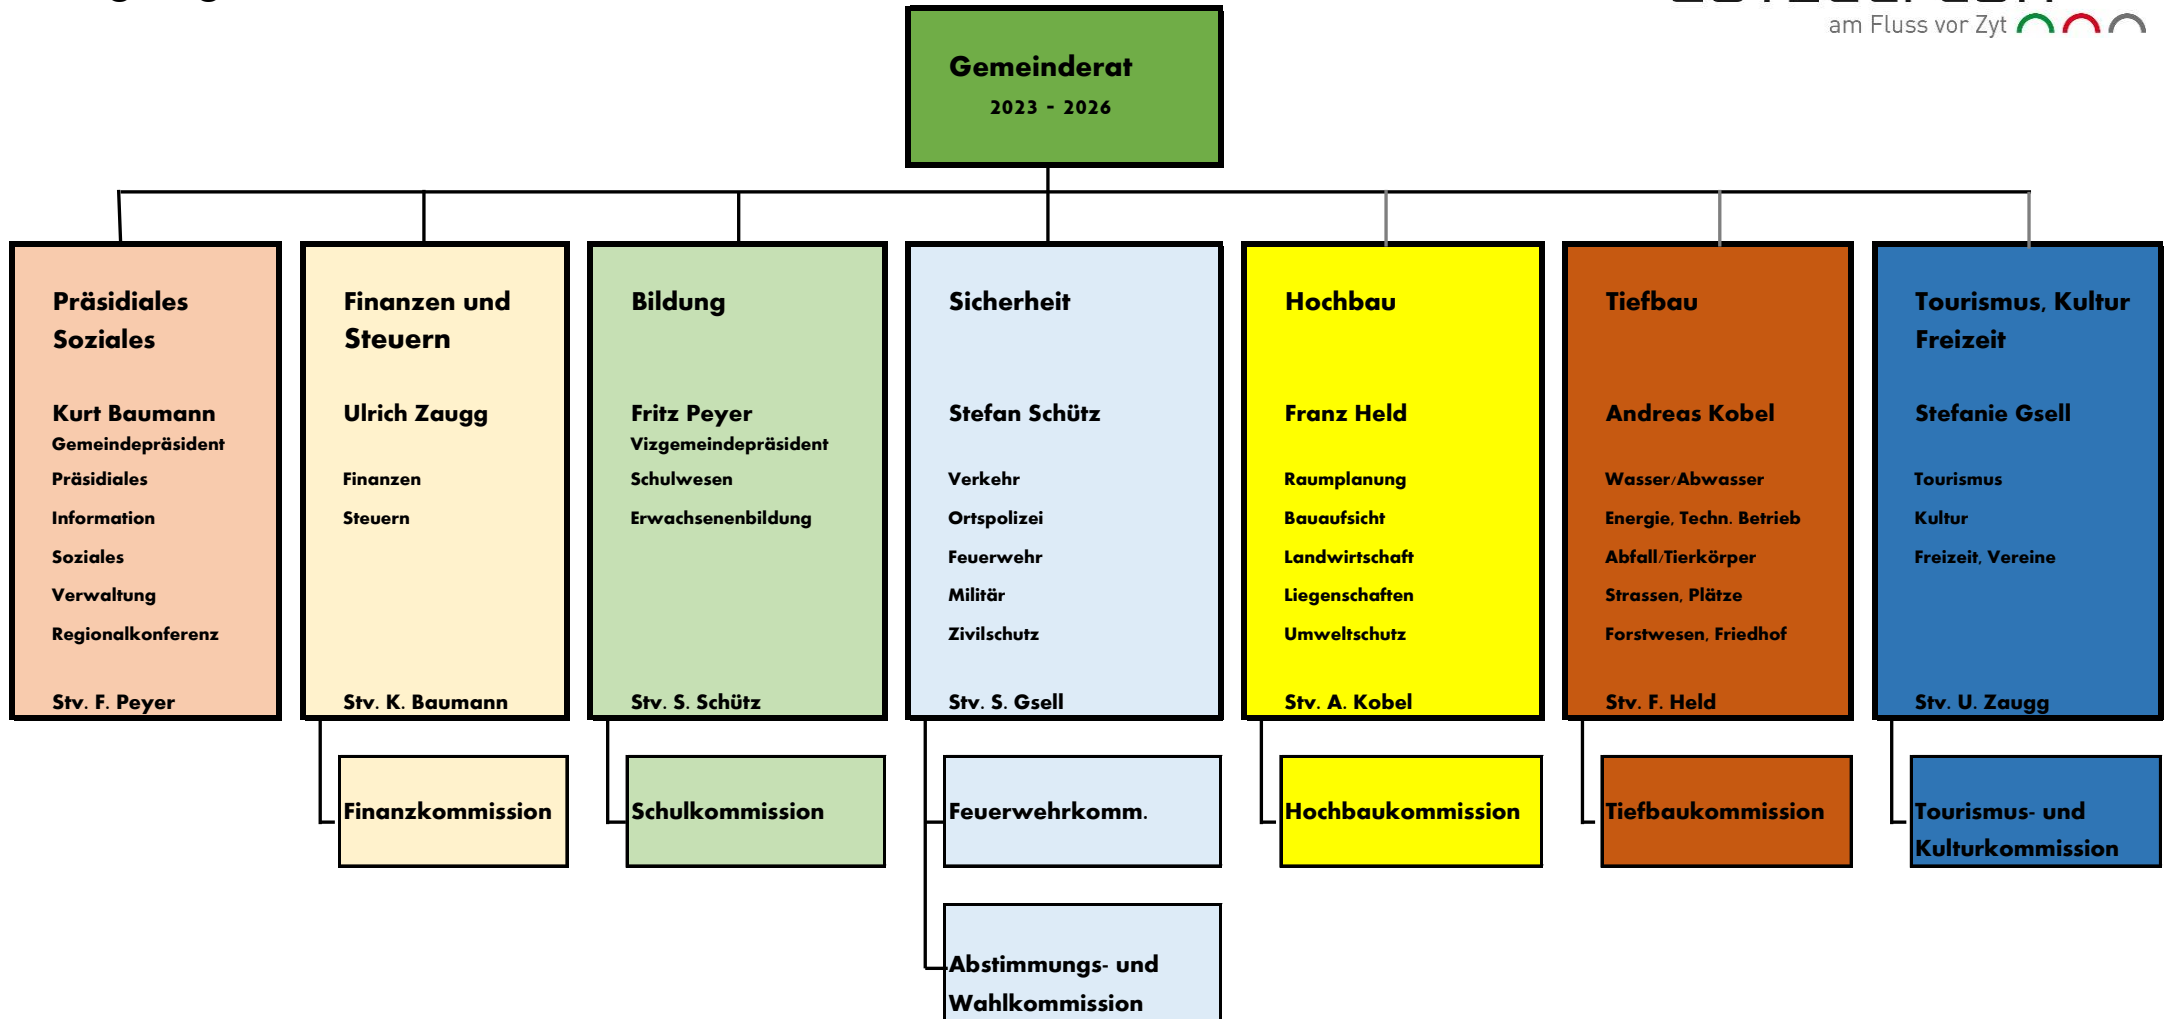 am Fluss vor Zyt
Gemeinderat
2023 - 2026
Präsidiales
Soziales
Kurt Baumann
Gemeindepräsident
Präsidiales
Information
Soziales
Verwaltung
Regionalkonferenz
Stv. F. Peyer
Finanzen und
Steuern
Ulrich Zaugg
Finanzen
Steuern
Stv. K. Baumann
Finanzkommission
Bildung
Fritz Peyer
Vizgemeindepräsident
Schulwesen
Erwachsenenbildung
Stv. S. Schütz
Schulkommission
Sicherheit
Stefan Schütz
Verkehr
Ortspolizei
Feuerwehr
Militär
Zivilschutz
Stv. S. Gsell
Feuerwehrkomm.
Abstimmungs- und
Wahlkommission
Hochbau
Franz Held
Raumplanung
Bauaufsicht
Landwirtschaft
Liegenschaften
Umweltschutz
Stv. A. Kobel
Hochbaukommission
Tiefbau
Andreas Kobel
Wasser/Abwasser
Energie, Techn. Betrieb
Abfall/Tierkörper
Strassen, Plätze
Forstwesen, Friedhof
Stv. F. Held
Tiefbaukommission
Tourismus, Kultur
Freizeit
Stefanie Gsell
Tourismus
Kultur
Freizeit, Vereine
Stv. U. Zaugg
Tourismus- und
Kulturkommission